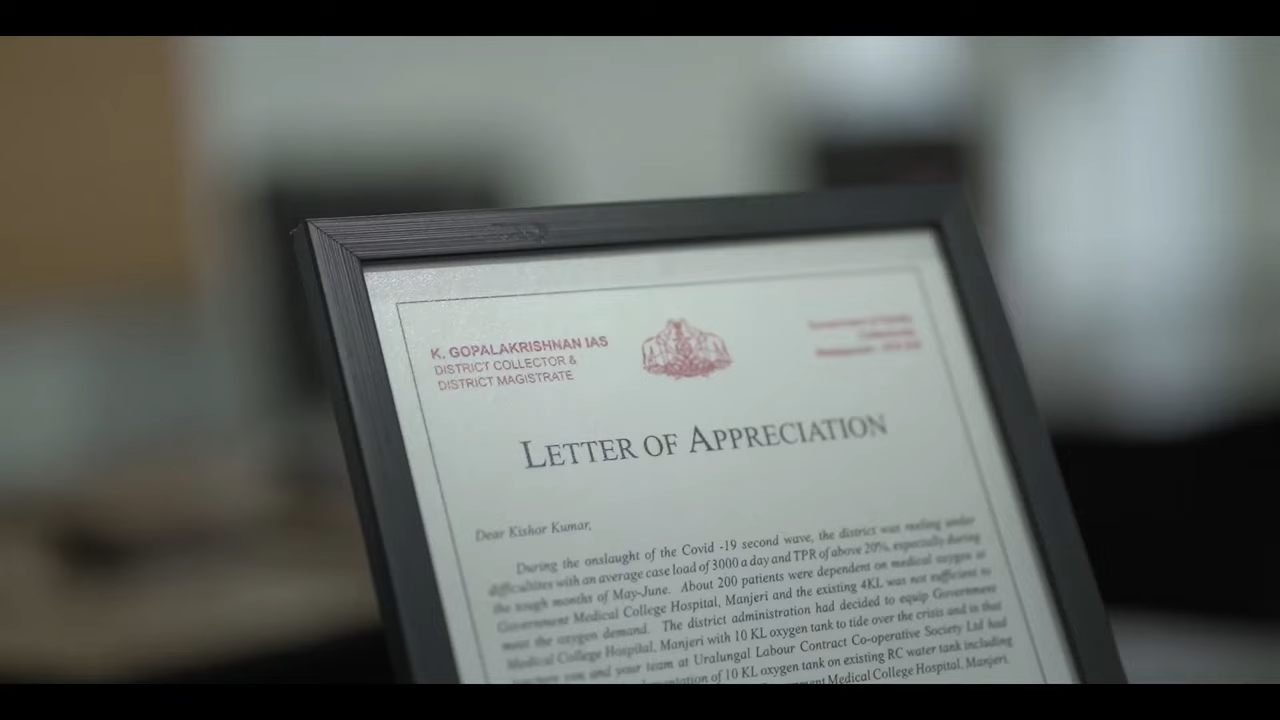 K. GOPALAKRISHNAN IAS
DISTRICT COLLECTOR &
DISTRICT MAGISTRATE
LETTER OF APPRECIATION
Dear Kishor Kumar,
During the onslaught of the Covid -19 second wave, the district was reeling under
difficulties with an average case load of 3000 a day and TPR of above 20%, especially during
the tough months of May-June. About 200 patients were dependent on medical oxygen at
Government Medical College Hospital, Manjeri and the existing 4KL was not sufficient to
meet the oxygen demand. The district administration had decided to equip Government
Medical College Hospital, Manjeri with 10 KL oxygen tank to tide over the crisis and in that
you and your team at Uralungal Labour Contract Co-operative Society Ltd had
of 10 KL oxygen tank on existing RC water tank including
Medical College Hospital, Manjeri.